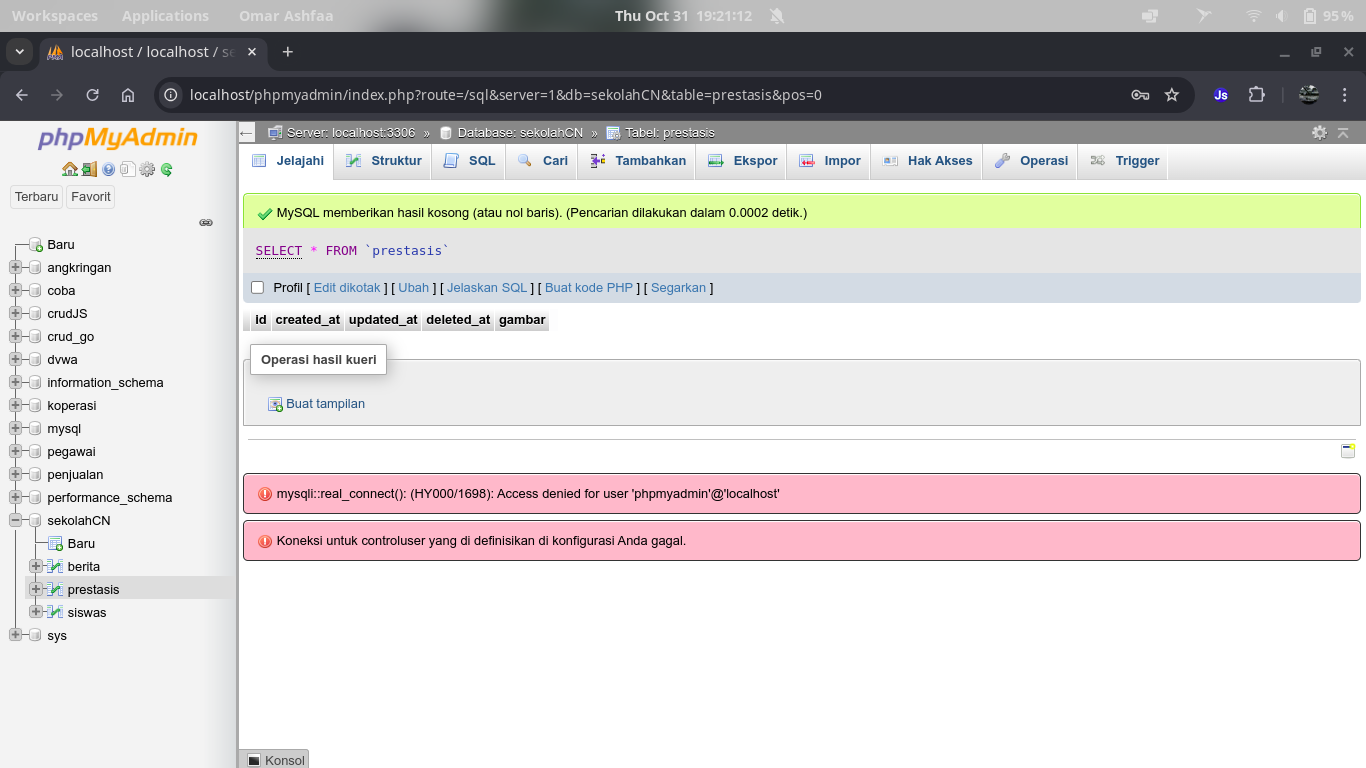 Workspaces Applications Omar Ashfaa Thu Oct 31 19:21:12 95%
localhost / localhost / se
localhost/phpmyadmin/index.php?route=/sql&server=1&db=sekolahCN&table=prestasis&pos=0
Js
phpMyAdmin
Terbaru Favorit
Baru
angkringan
coba
crudJS
crud_go
dvwa
information_schema
koperasi
mysql
pegawai
penjualan
performance_schema
sekolahCN
Baru
berita
prestasis
siswas
sys
Server: localhost:3306 » Database: sekolahCN » Tabel: prestasis
Jelajahi Struktur SQL Cari Tambahkan Ekspor Impor Hak Akses Operasi Trigger
MySQL memberikan hasil kosong (atau nol baris). (Pencarian dilakukan dalam 0.0002 detik.)
SELECT * FROM `prestasis`
Profil [ Edit dikotak ] [ Ubah ] [ Jelaskan SQL ] [ Buat kode PHP ] [ Segarkan ]
id created_at updated_at deleted_at gambar
Operasi hasil kueri
Buat tampilan
mysqli::real_connect(): (HY000/1698): Access denied for user 'phpmyadmin'@'localhost'
Koneksi untuk controluser yang di definisikan di konfigurasi Anda gagal.
Konsol